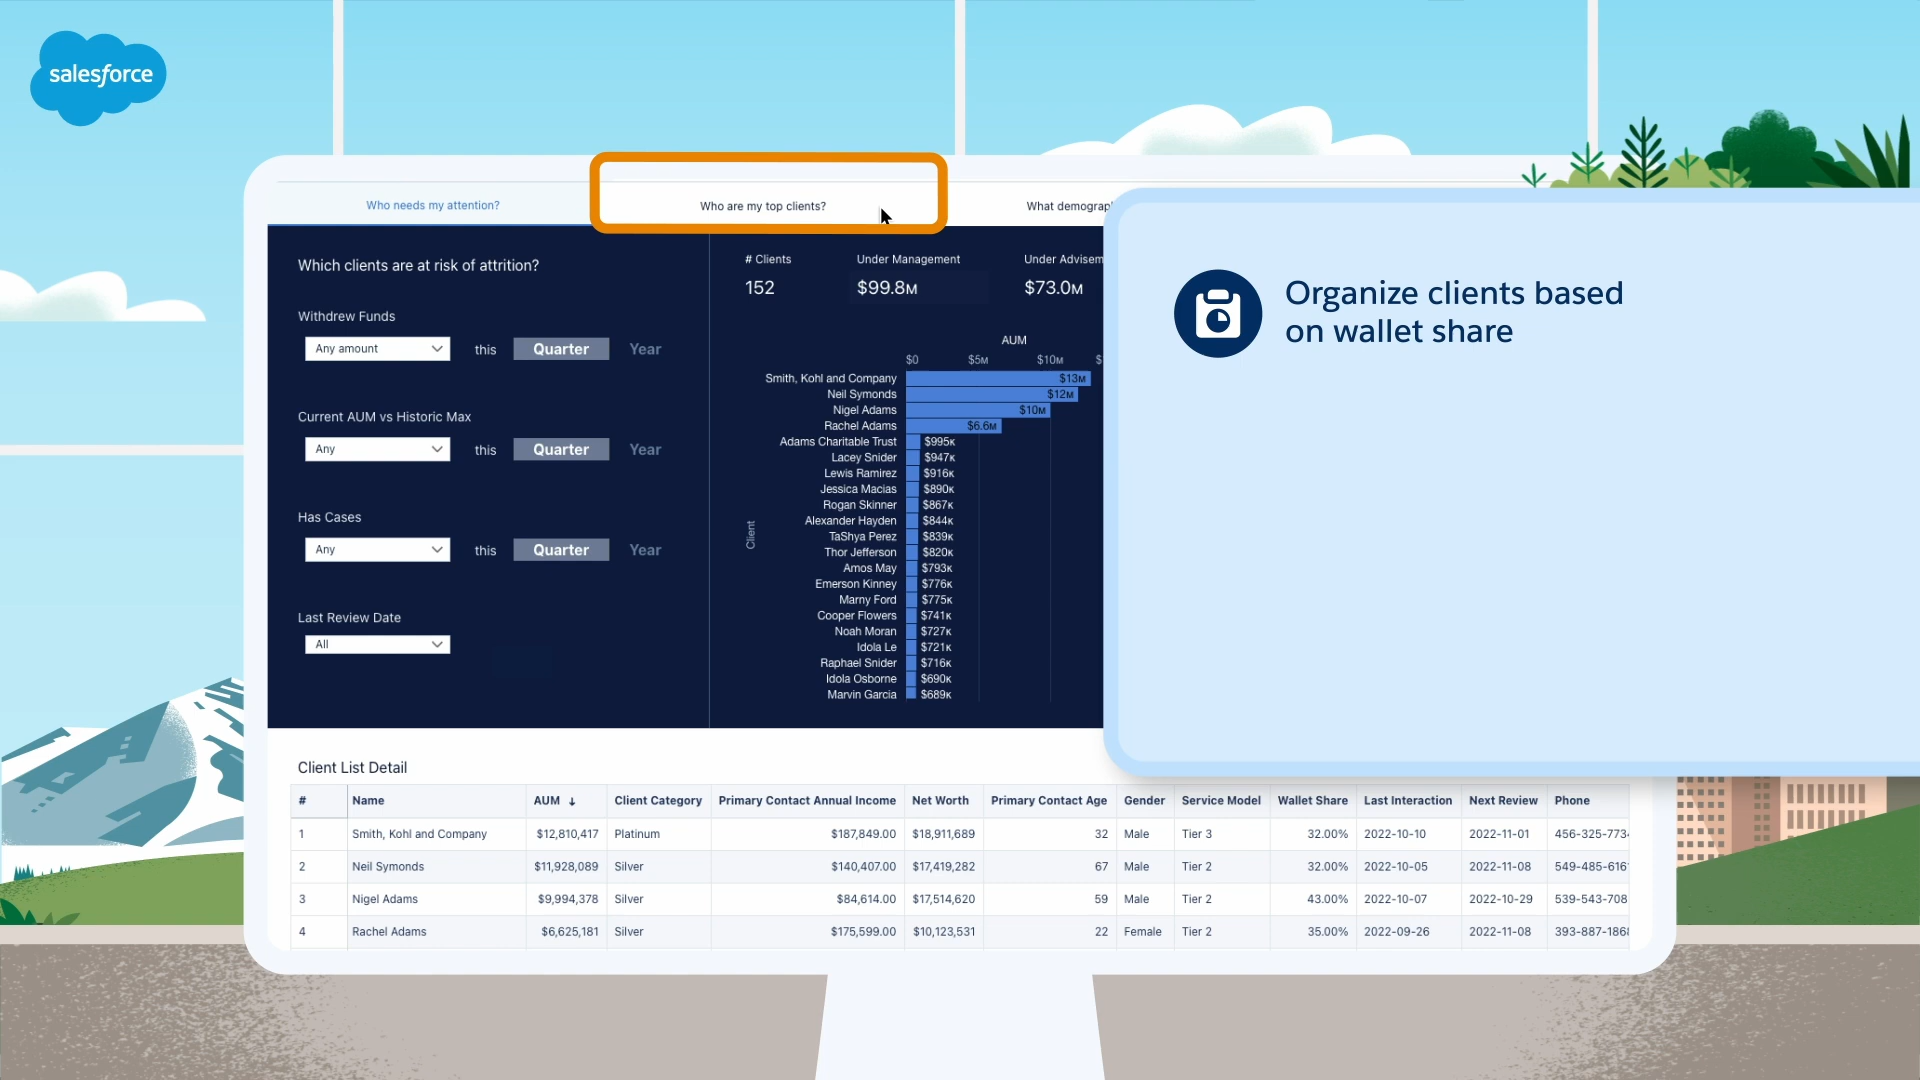 salesforce
Who needs my attention?
Who are my top clients?
What demograp
Which clients are at risk of attrition?
Withdrew Funds
Any amount this Quarter Year
Current AUM vs Historic Max
Any this Quarter Year
Has Cases
Any this Quarter Year
Last Review Date
All
# Clients Under Management Under Advisem
152 $99.8M $73.0M
AUM
$0 $5M $10M $
Client
Smith, Kohl and Company $13M
Neil Symonds $12M
Nigel Adams $10M
Rachel Adams $6.6M
Adams Charitable Trust $995K
Lacey Snider $947K
Lewis Ramirez $916K
Jessica Macias $890K
Rogan Skinner $867K
Alexander Hayden $844K
TaShya Perez $839K
Thor Jefferson $820K
Amos May $793K
Emerson Kinney $776K
Marny Ford $775K
Cooper Flowers $741K
Noah Moran $727K
Idola Le $721K
Raphael Snider $716K
Idola Osborne $690K
Marvin Garcia $689K
Organize clients based
on wallet share
Client List Detail
# Name AUM ↓ Client Category Primary Contact Annual Income Net Worth Primary Contact Age Gender Service Model Wallet Share Last Interaction Next Review Phone
1 Smith, Kohl and Company $12,810,417 Platinum $187,849.00 $18,911,689 32 Male Tier 3 32.00% 2022-10-10 2022-11-01 456-325-773
2 Neil Symonds $11,928,089 Silver $140,407.00 $17,419,282 67 Male Tier 2 32.00% 2022-10-05 2022-11-08 549-485-616
3 Nigel Adams $9,994,378 Silver $84,614.00 $17,514,620 59 Male Tier 2 43.00% 2022-10-07 2022-10-29 539-543-708
4 Rachel Adams $6,625,181 Silver $175,599.00 $10,123,531 22 Female Tier 2 35.00% 2022-09-26 2022-11-08 393-887-186